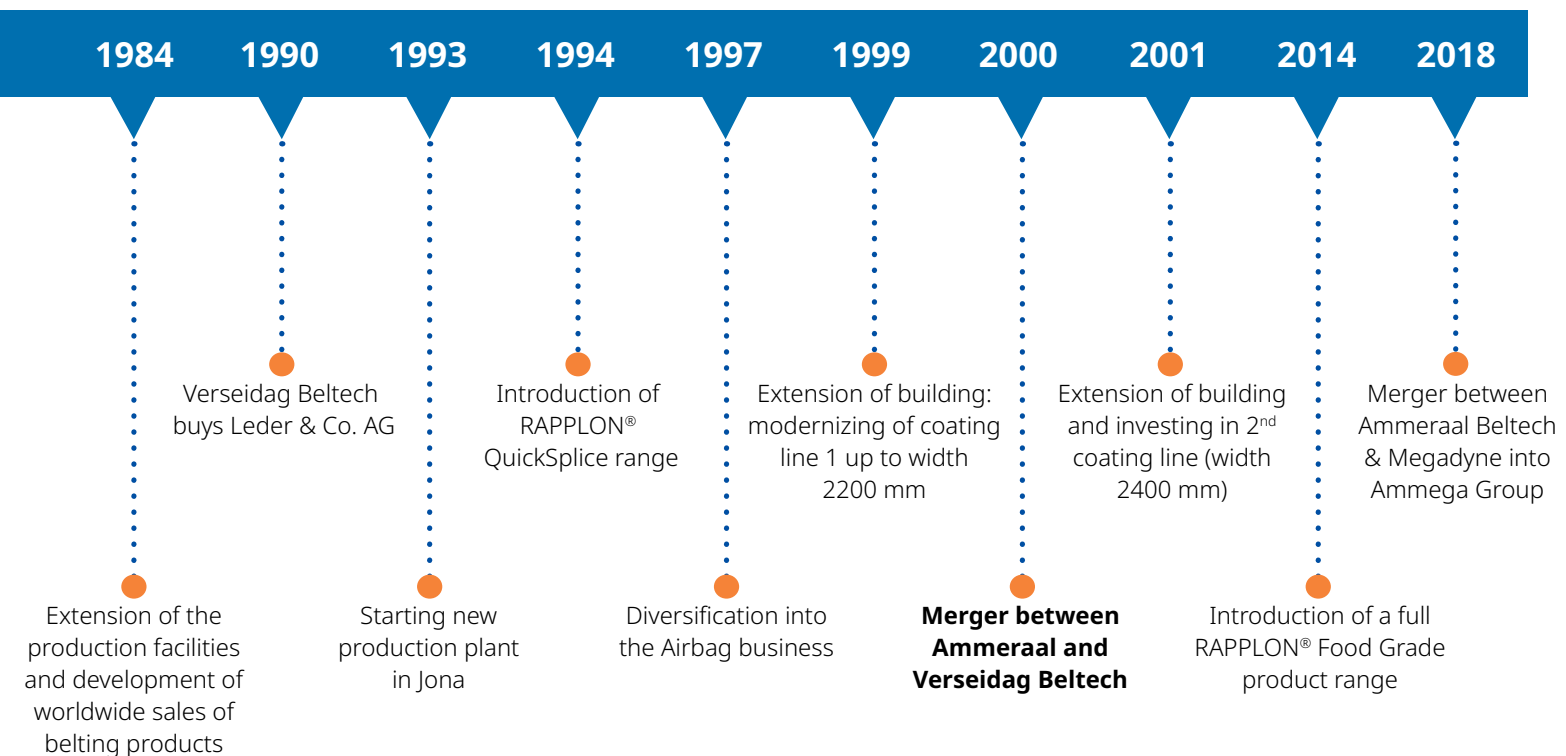 1984 1990 1993 1994 1997 1999 2000 2001 2014 2018
Verseidag Beltech
buys Leder & Co. AG
Introduction of
RAPPLON®
QuickSplice range
Extension of building:
modernizing of coating
line 1 up to width
2200 mm
Extension of building
and investing in 2nd
coating line (width
2400 mm)
Merger between
Ammeraal Beltech
& Megadyne into
Ammega Group
Extension of the
production facilities
and development of
worldwide sales of
belting products
Starting new
production plant
in Jona
Diversification into
the Airbag business
Merger between
Ammeraal and
Verseidag Beltech
Introduction of a full
RAPPLON® Food Grade
product range